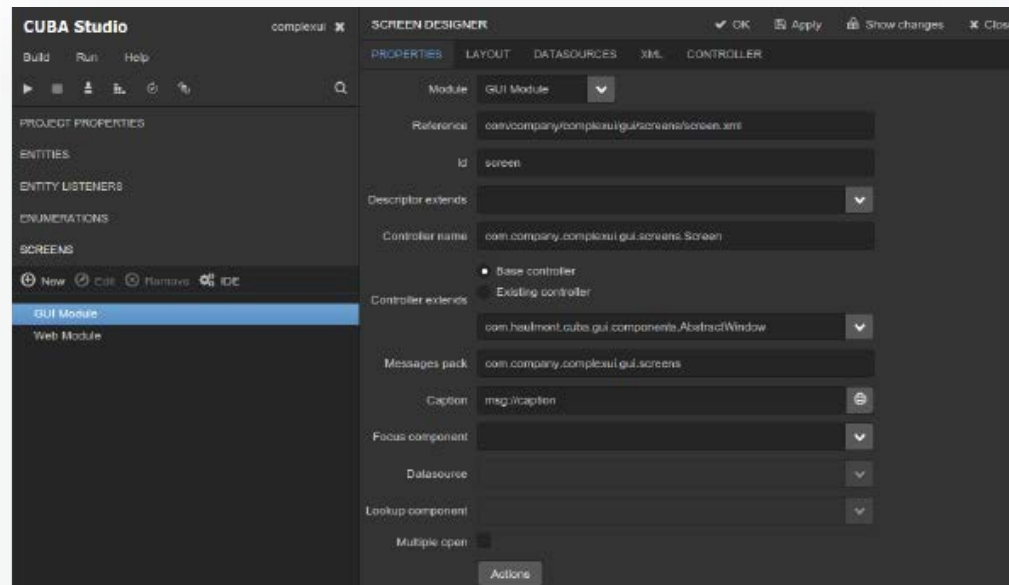 CUBA Studio
complexui
Build Run Help
PROJECT PROPERTIES
ENTITIES
ENTITY LISTENERS
ENUMERATIONS
SCREENS
New Edit Remove IDE
GUI Module
Web Module
SCREEN DESIGNER
OK Apply Show changes Clos
PROPERTIES LAYOUT DATASOURCES XML CONTROLLER
Module GUI Module
Reference com/company/complexui/gui/screens/screen.xml
Id screen
Descriptor extends
Controller name com.company.complexui.gui.screens.Screen
Base controller
Existing controller
Controller extends
com.haulmont.cuba.gui.components.AbstractWindow
Messages pack com.company.complexui.gui.screens
Caption msg://caption
Focus component
Datasource
Lookup component
Multiple open
Actions